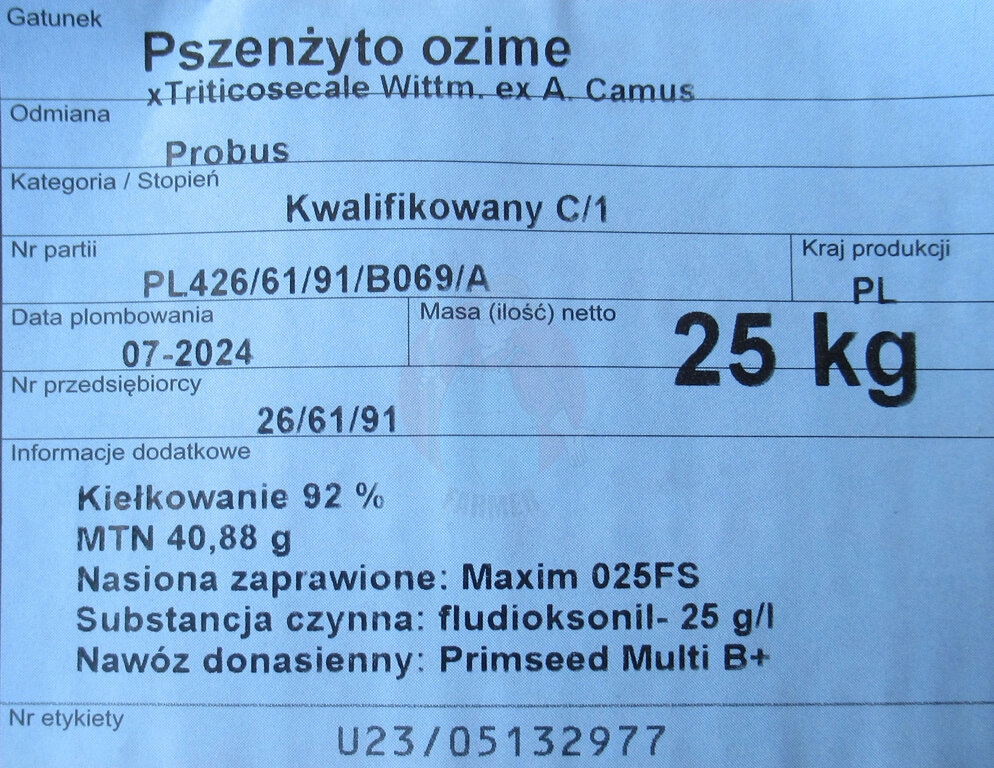 Gatunek
Pszenżyto ozime
xTriticosecale Wittm. ex A. Camus
Odmiana
Probus
Kategoria / Stopień
Kwalifikowany C/1
Nr partii
PL426/61/91/B069/A
Kraj produkcji
PL
Data plombowania
07-2024
Masa (ilość) netto
25 kg
Nr przedsiębiorcy
26/61/91
Informacje dodatkowe
Kiełkowanie 92 %
MTN 40,88 g
Nasiona zaprawione: Maxim 025FS
Substancja czynna: fludioksonil- 25 g/l
Nawóz donasienny: Primseed Multi B+
Nr etykiety
U23/05132977
FARMER